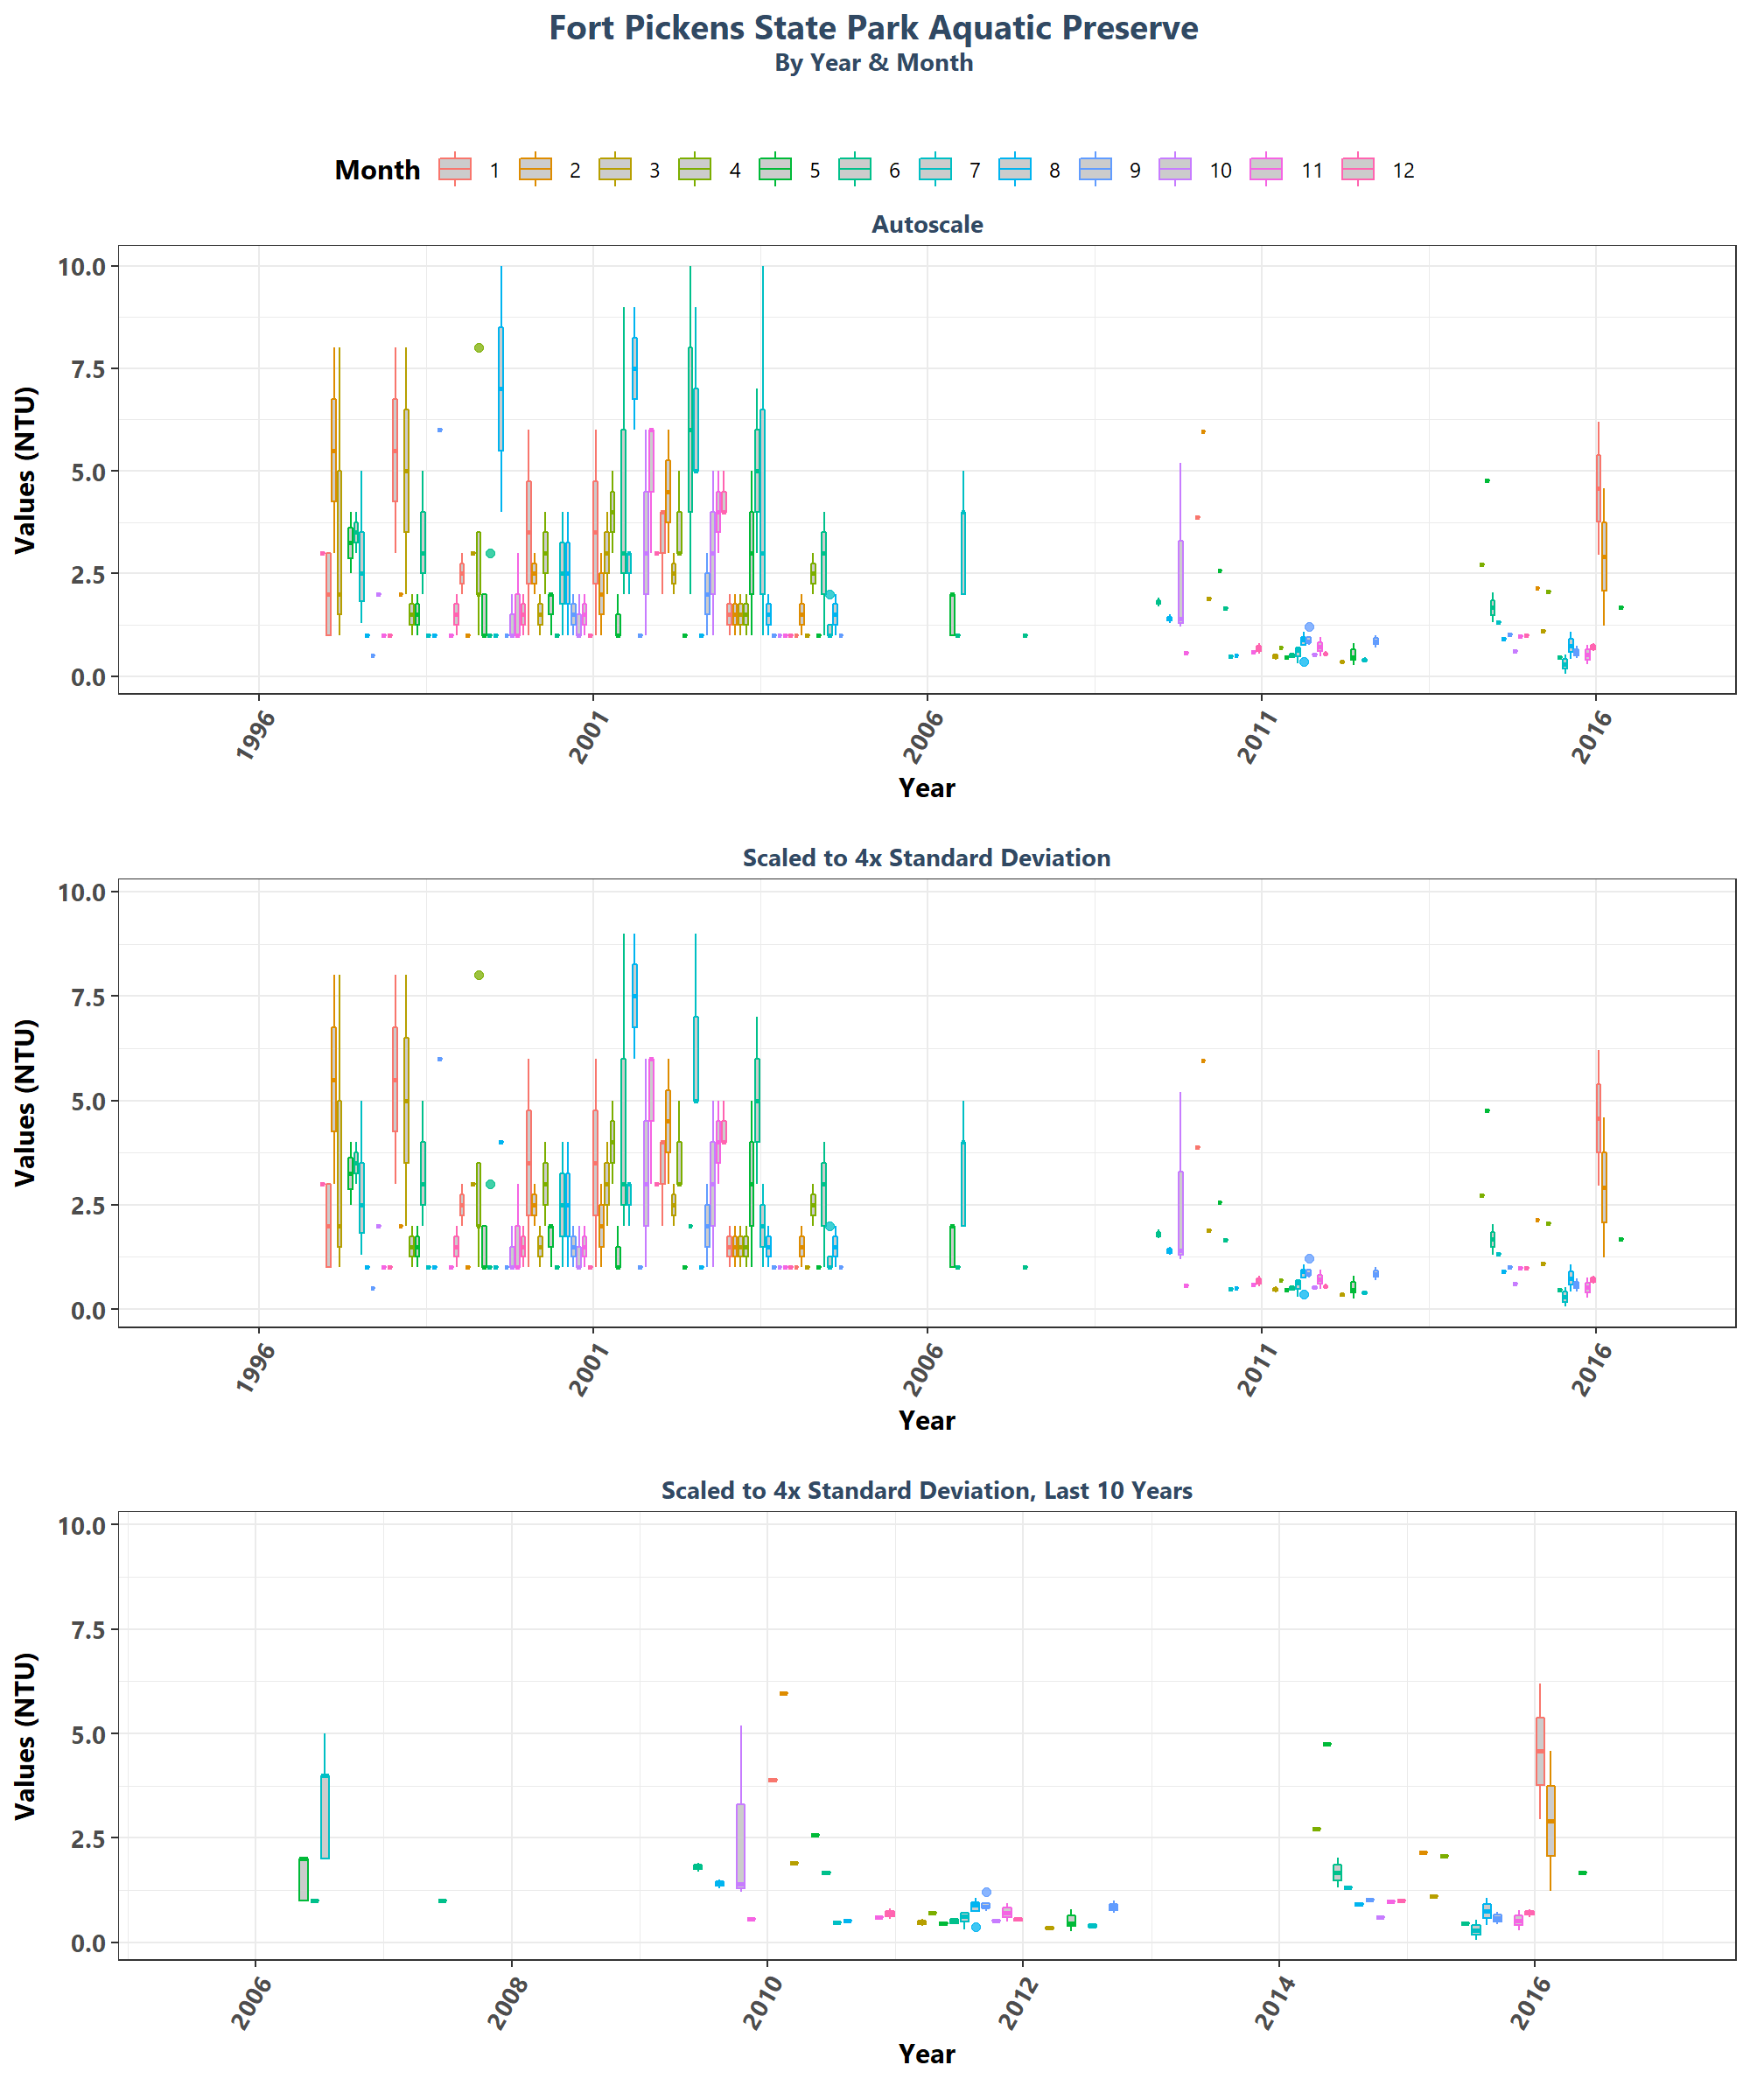 Fort Pickens State Park Aquatic Preserve
By Year & Month
Month 1 2 3 4 5 6 7 8 9 10 11 12
Autoscale
Values (NTU)
10.0
7.5
5.0
2.5
0.0
1996 2001 2006 2011 2016
Year
Scaled to 4x Standard Deviation
Values (NTU)
10.0
7.5
5.0
2.5
0.0
1996 2001 2006 2011 2016
Year
Scaled to 4x Standard Deviation, Last 10 Years
Values (NTU)
10.0
7.5
5.0
2.5
0.0
2006 2008 2010 2012 2014 2016
Year